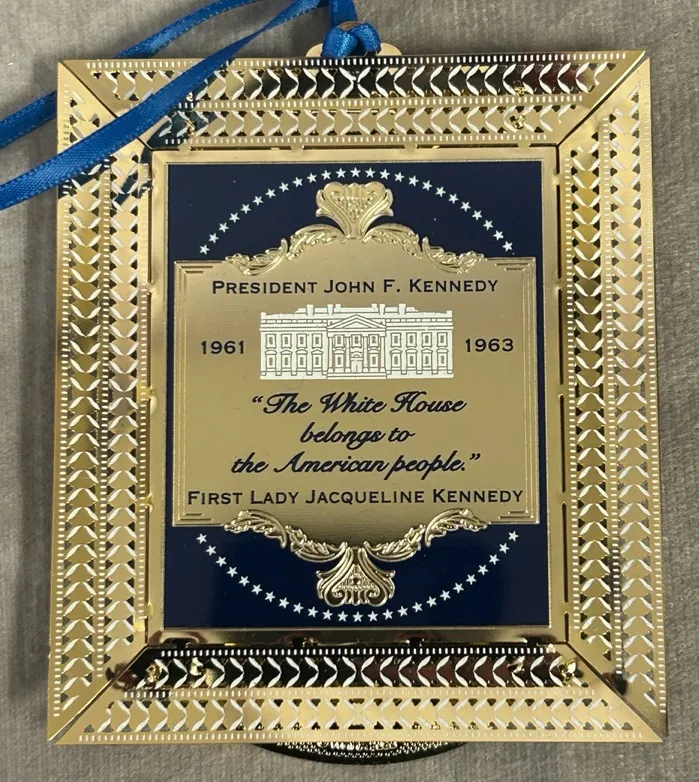 PRESIDENT JOHN F. KENNEDY
1961 1963
“The White House
belongs to
the American people.”
FIRST LADY JACQUELINE KENNEDY